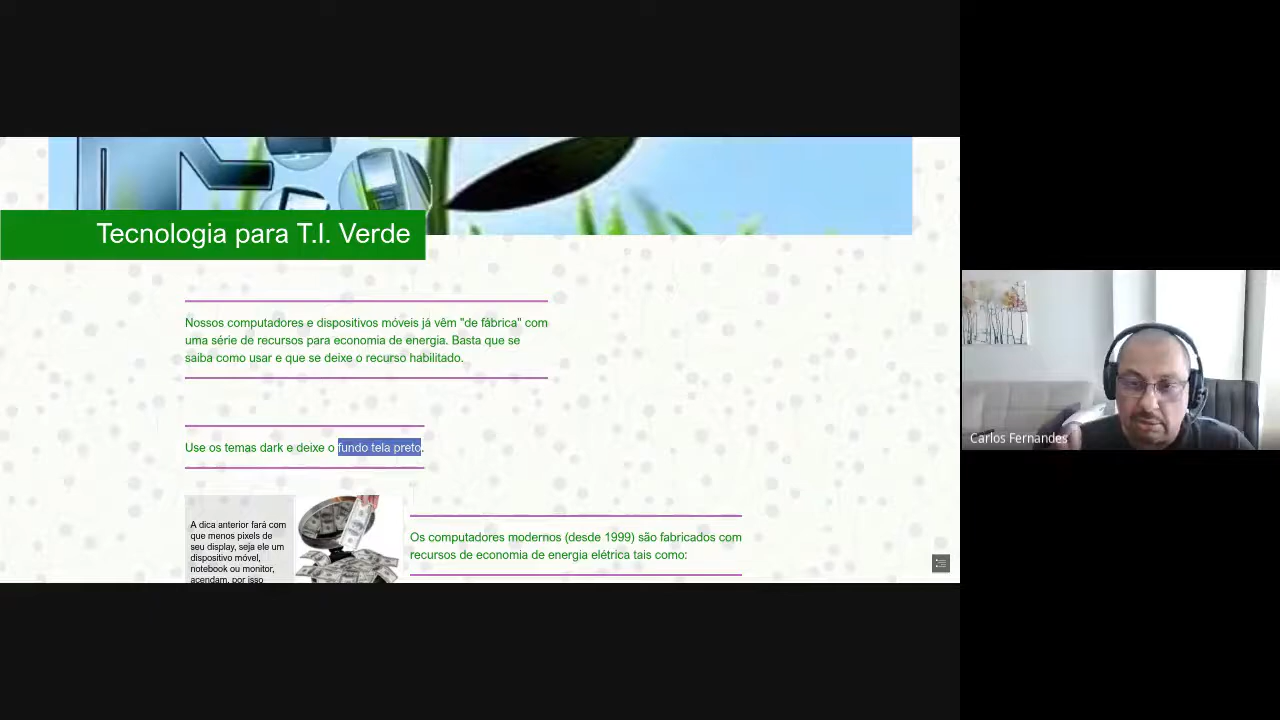 Tecnologia para T.I. Verde
Nossos computadores e dispositivos móveis já vêm "de fábrica" com
uma série de recursos para economia de energia. Basta que se
saiba como usar e que se deixe o recurso habilitado.
Use os temas dark e deixe o fundo tela preto.
A dica anterior fará com
que menos pixels de
seu display, seja ele um
dispositivo móvel,
notebook ou monitor,
acendam, por isso
Os computadores modernos (desde 1999) são fabricados com
recursos de economia de energia elétrica tais como:
Carlos Fernandes